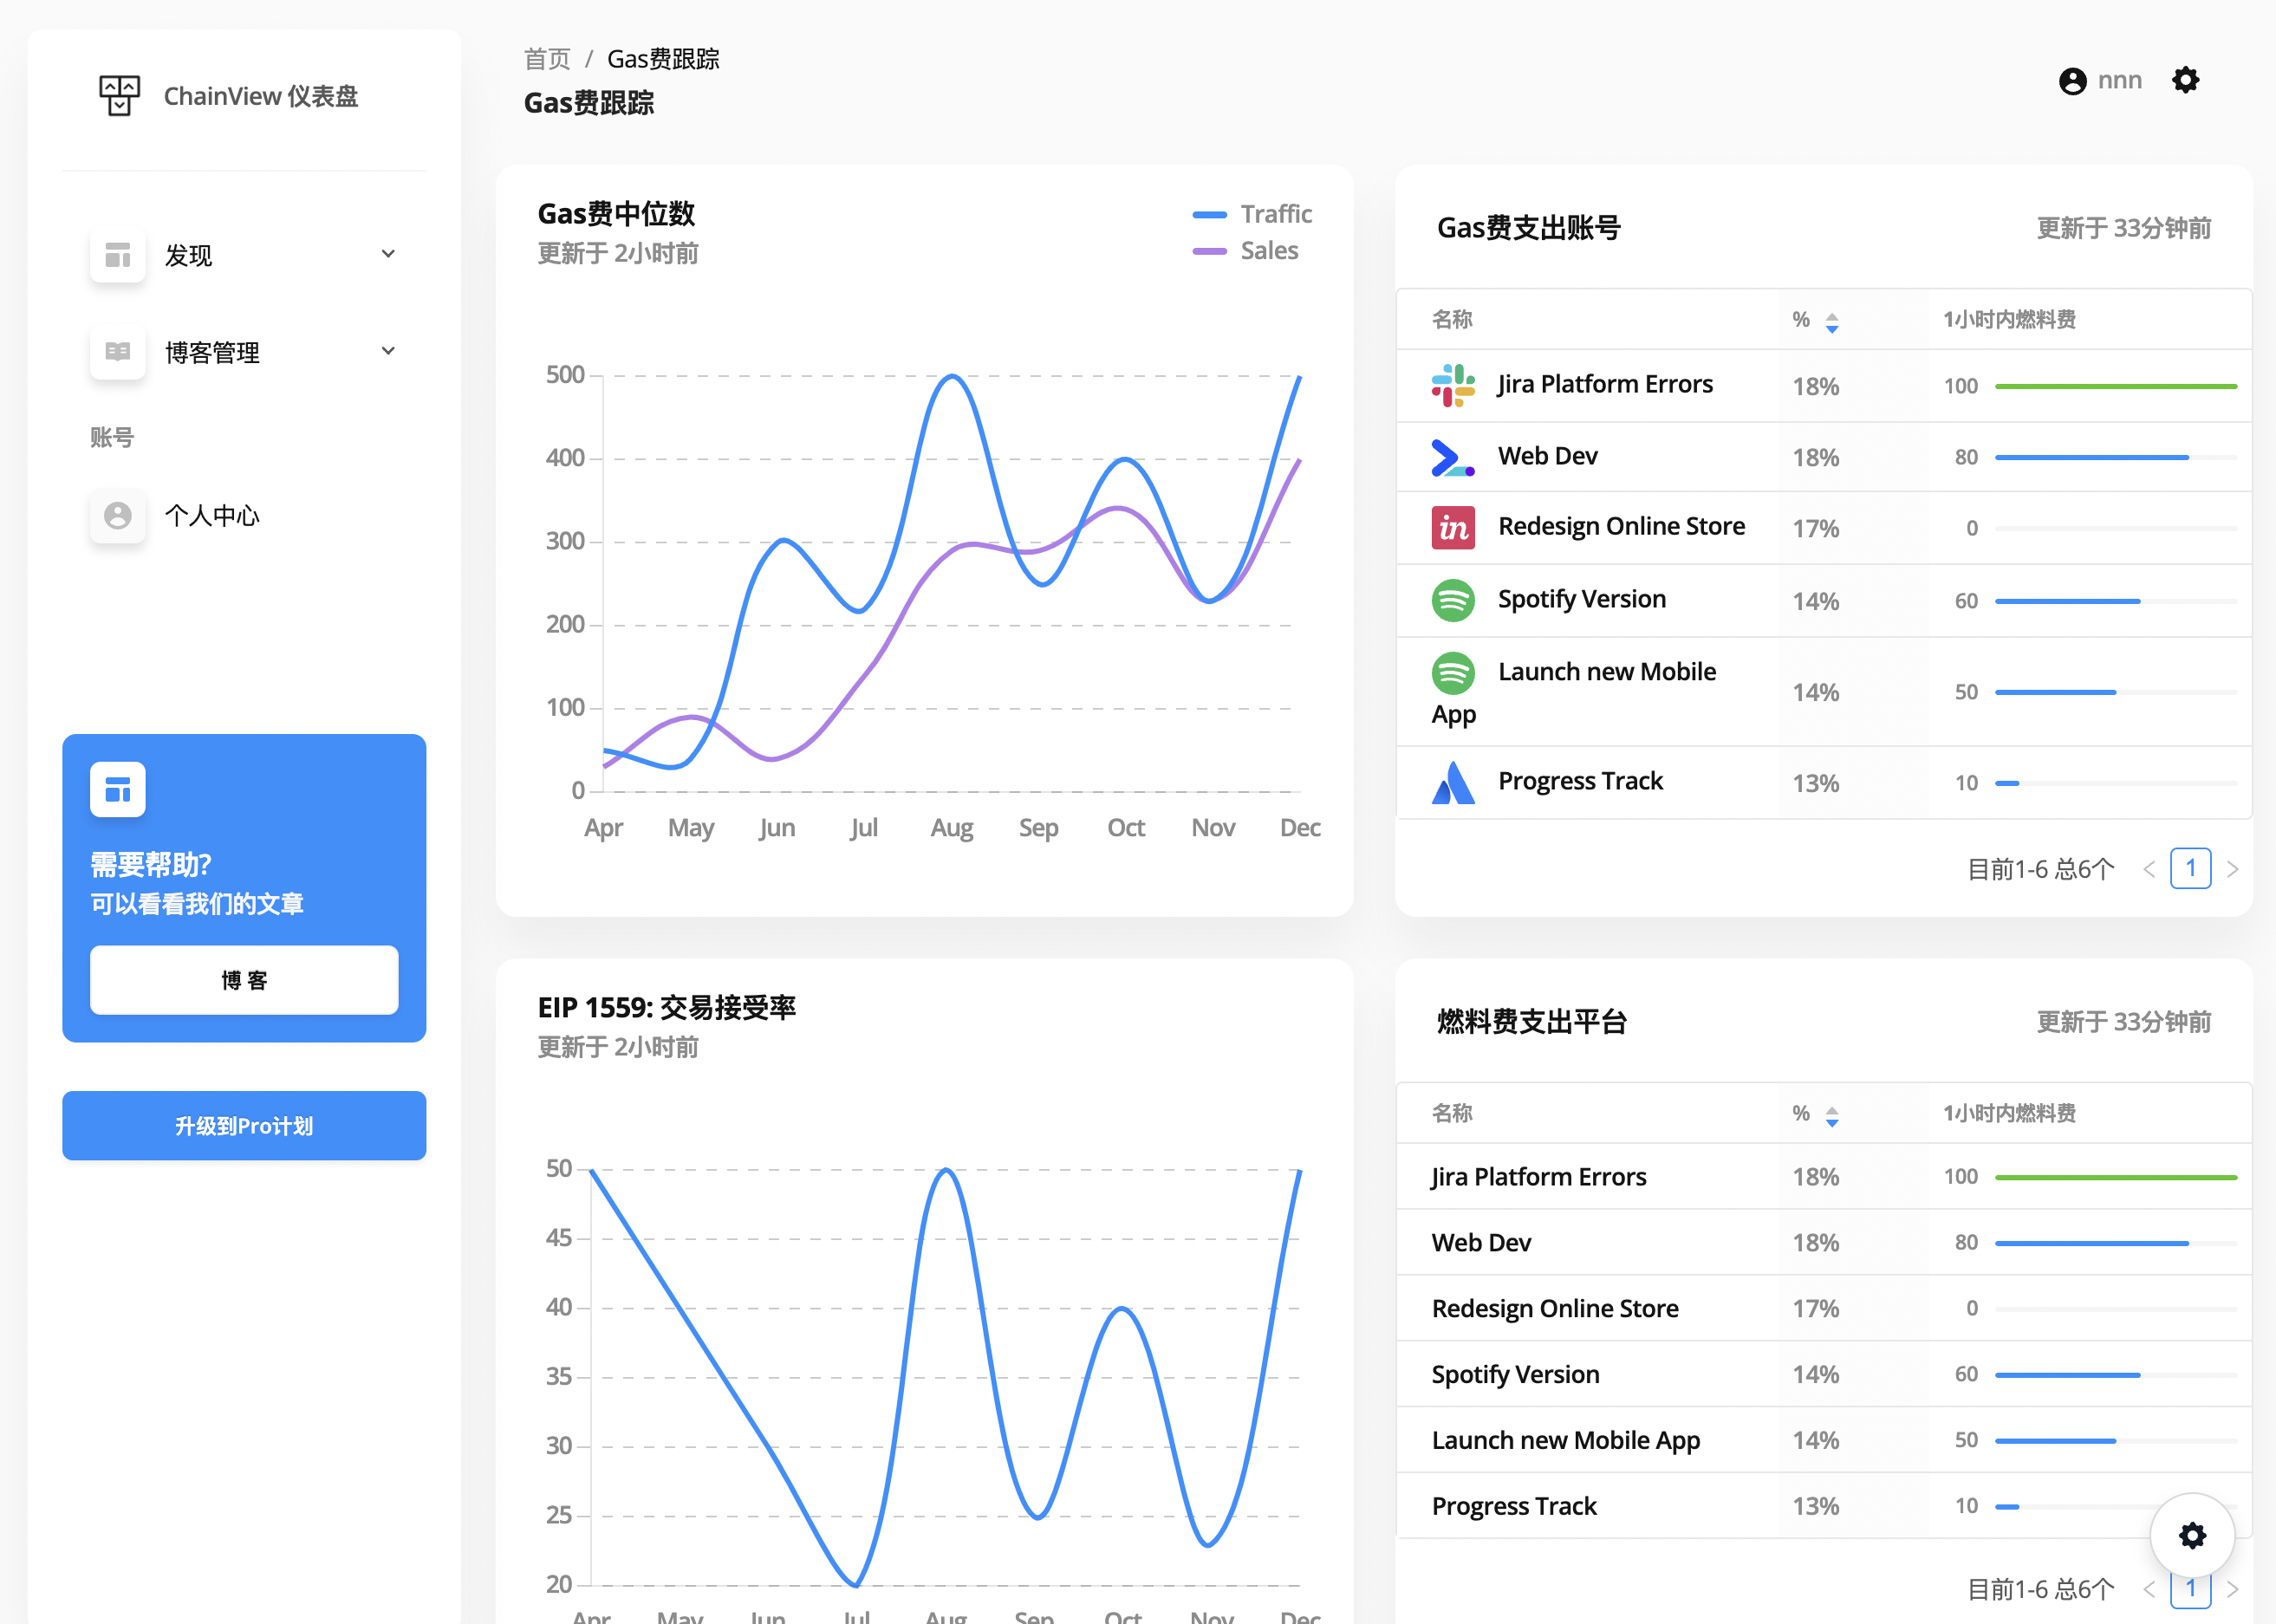 ChainView 仪表盘
发现
博客管理
账号
个人中心
需要帮助?
可以看看我们的文章
博 客
升级到Pro计划
首页 / Gas费跟踪
Gas费跟踪
nnn
Gas费中位数
更新于 2小时前
Traffic
Sales
500
400
300
200
100
0
Apr May Jun Jul Aug Sep Oct Nov Dec
Gas费支出账号
更新于 33分钟前
名称 % 1小时内燃料费
Jira Platform Errors 18% 100
Web Dev 18% 80
in Redesign Online Store 17% 0
Spotify Version 14% 60
Launch new Mobile
App 14% 50
Progress Track 13% 10
目前1-6 总6个 < 1 >
EIP 1559: 交易接受率
更新于 2小时前
50
45
40
35
30
25
20
Apr May Jun Jul Aug Sep Oct Nov Dec
燃料费支出平台
更新于 33分钟前
名称 % 1小时内燃料费
Jira Platform Errors 18% 100
Web Dev 18% 80
Redesign Online Store 17% 0
Spotify Version 14% 60
Launch new Mobile App 14% 50
Progress Track 13% 10
目前1-6 总6个 < 1 >